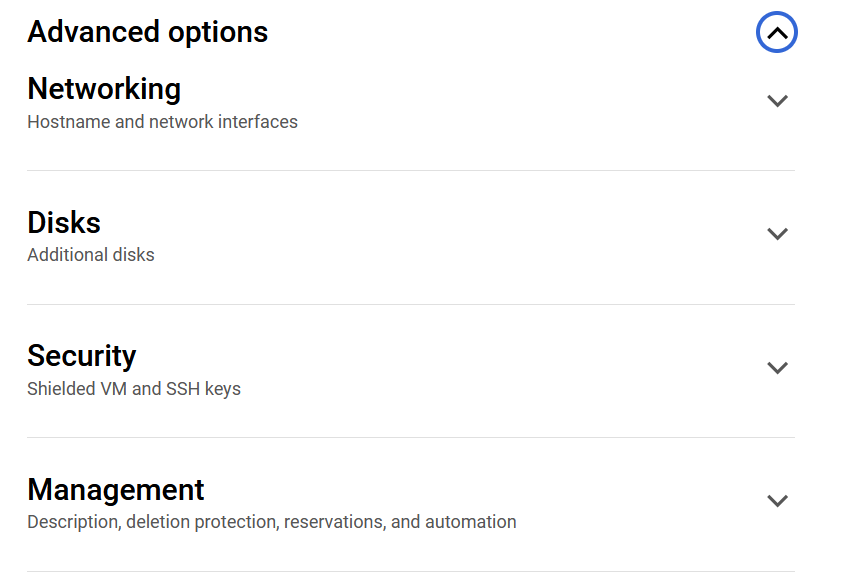 Advanced options
Networking
Hostname and network interfaces
Disks
Additional disks
Security
Shielded VM and SSH keys
Management
Description, deletion protection, reservations, and automation